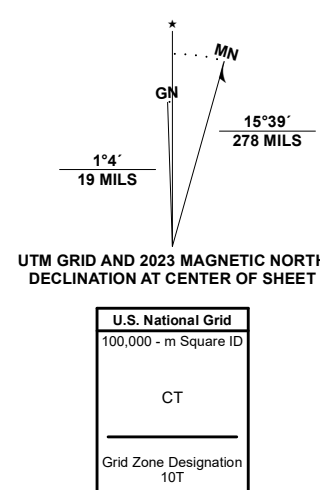 ★
MN
GN
15°39´
278 MILS
1°4´
19 MILS
UTM GRID AND 2023 MAGNETIC NORTH
DECLINATION AT CENTER OF SHEET
U.S. National Grid
100,000 - m Square ID
CT
Grid Zone Designation
10T